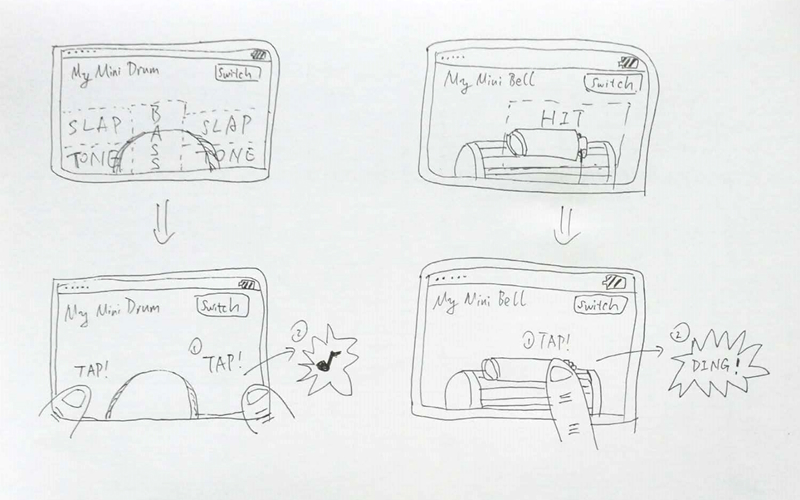 My Mini Drum
Switch
SLAP
BASS
SLAP
TONE
TONE
My Mini Bell
Switch
HIT
My Mini Drum
Switch
TAP!
① TAP!
②
My Mini Bell
Switch
① TAP!
②
DING!